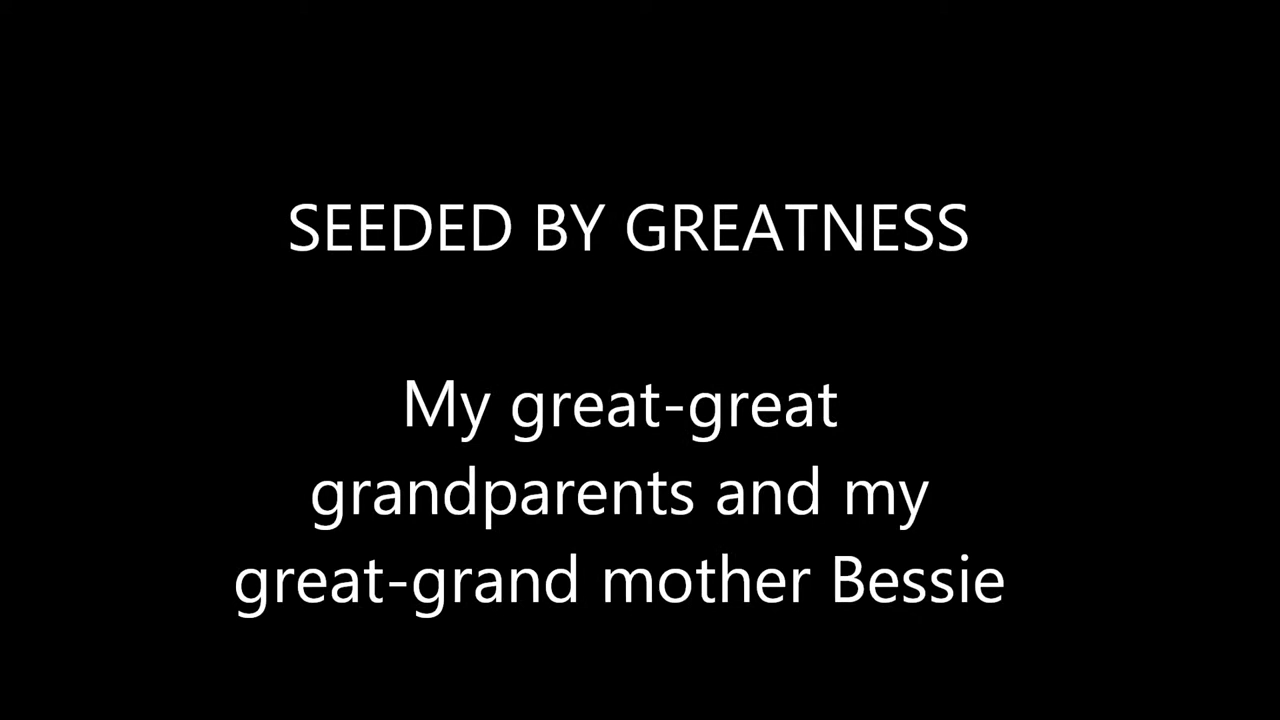 SEEDED BY GREATNESS
My great-great
grandparents and my
great-grand mother Bessie